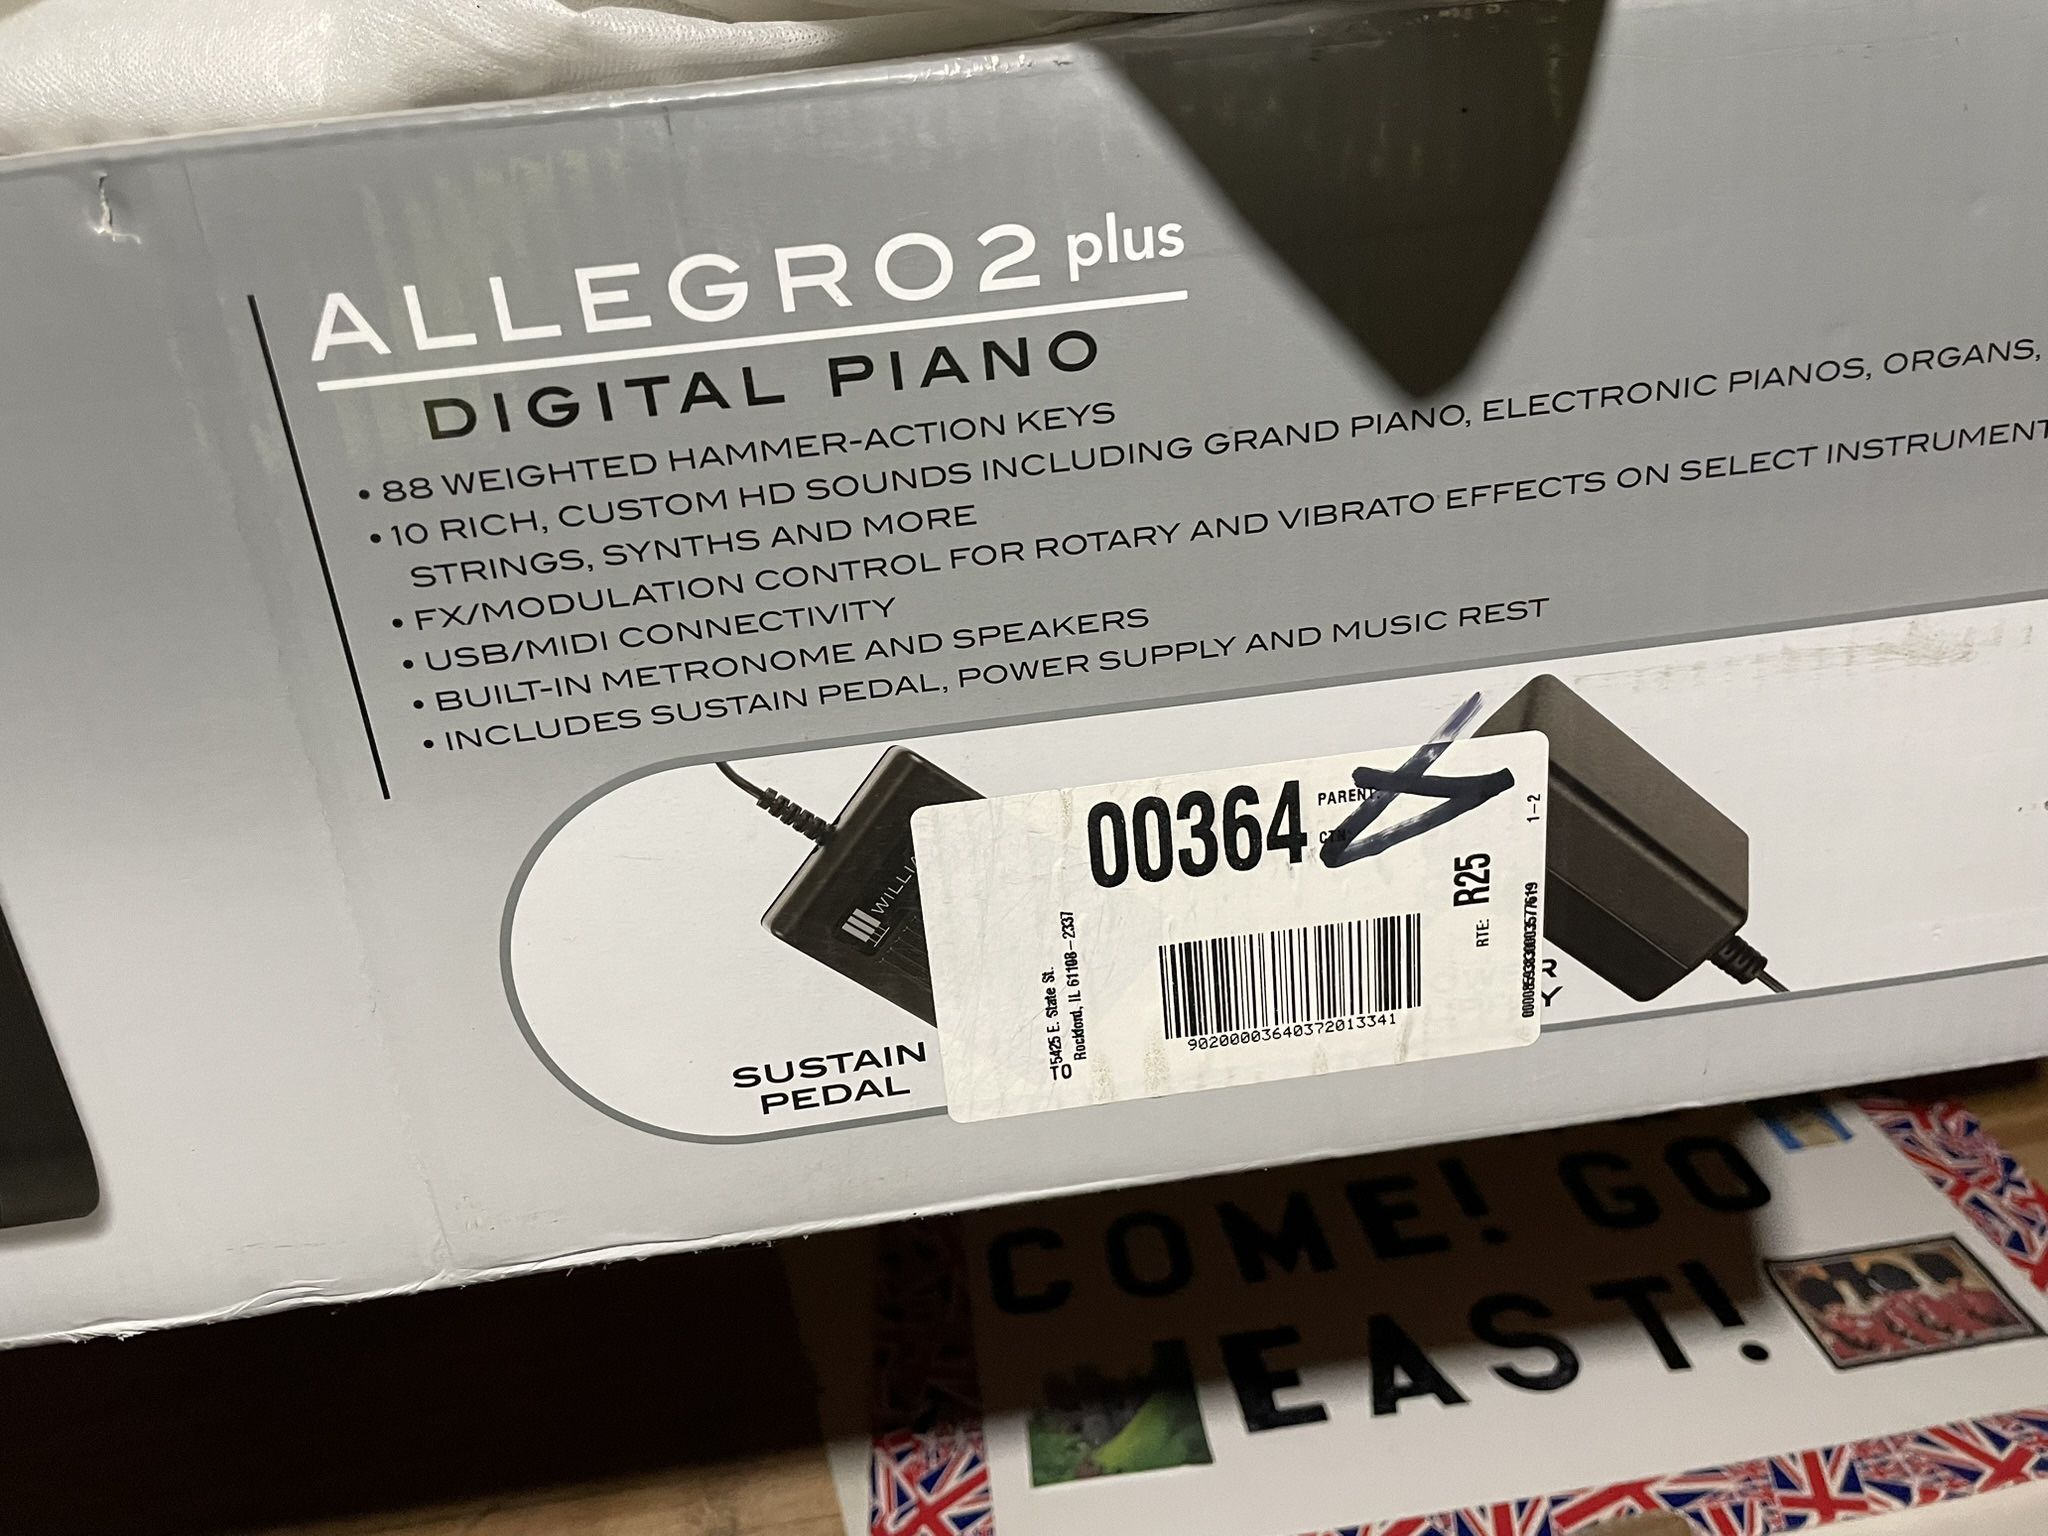 ALLEGRO2 plus
DIGITAL PIANO
• 88 WEIGHTED HAMMER-ACTION KEYS
• 10 RICH, CUSTOM HD SOUNDS INCLUDING GRAND PIANO, ELECTRONIC PIANOS, ORGANS,
STRINGS, SYNTHS AND MORE
• FX/MODULATION CONTROL FOR ROTARY AND VIBRATO EFFECTS ON SELECT INSTRUMENT
• USB/MIDI CONNECTIVITY
• BUILT-IN METRONOME AND SPEAKERS
• INCLUDES SUSTAIN PEDAL, POWER SUPPLY AND MUSIC REST
WILLI
SUSTAIN
PEDAL
00364
PARENT
CTN
5425 E. State St.
Rockford, IL 61108-2337
TO
90200003640372013341
RTE: R25
1-2
R
Y
COME! GO
EAST!